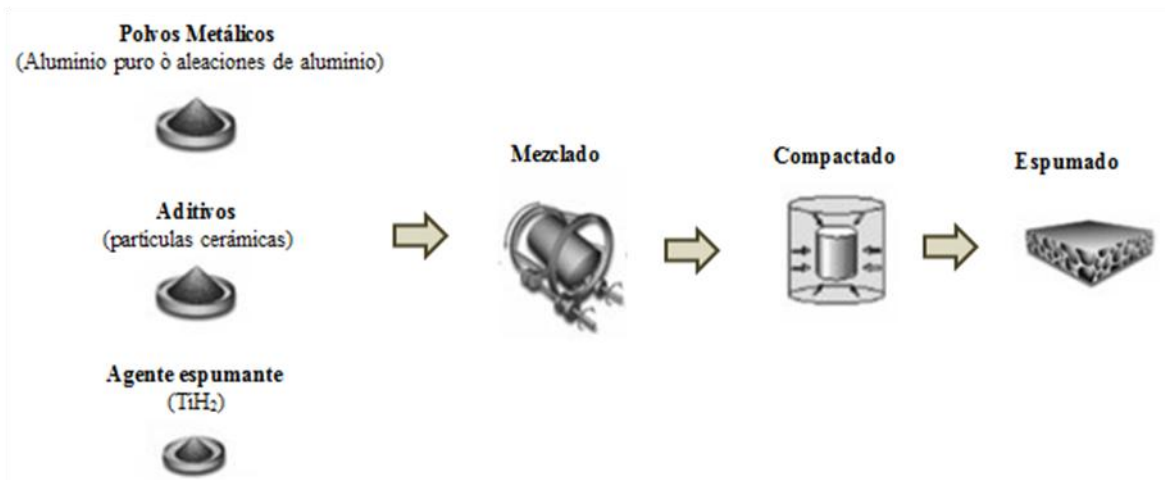 Polvos Metálicos
(Aluminio puro ò aleaciones de aluminio)
Aditivos
(particulas cerámicas)
Agente espumante
(TiH₂)
Mezclado
Compactado
Espumado